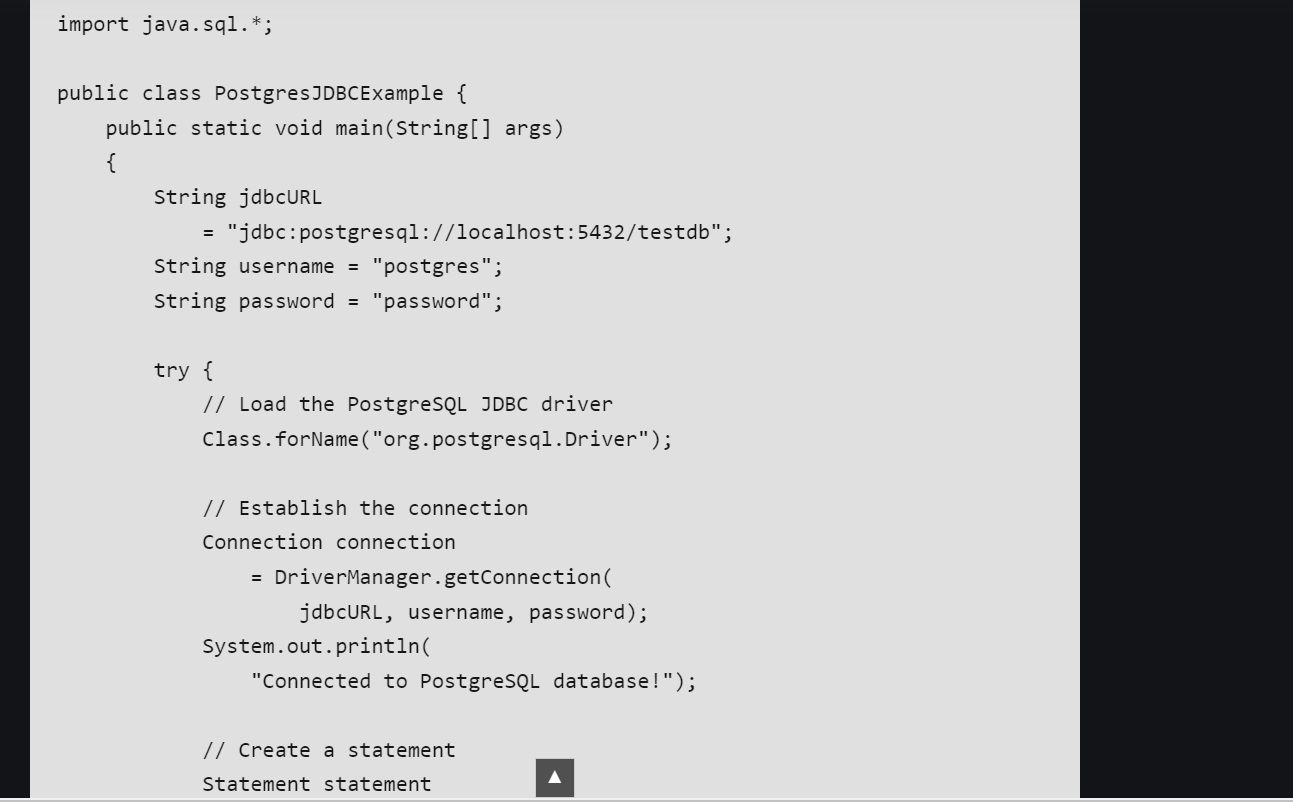 import java.sql.*;
public class PostgresJDBCExample {
    public static void main(String[] args)
    {
        String jdbcURL
            = "jdbc:postgresql://localhost:5432/testdb";
        String username = "postgres";
        String password = "password";
        try {
            // Load the PostgreSQL JDBC driver
            Class.forName("org.postgresql.Driver");
            // Establish the connection
            Connection connection
                = DriverManager.getConnection(
                    jdbcURL, username, password);
            System.out.println(
                "Connected to PostgreSQL database!");
            // Create a statement
            Statement statement